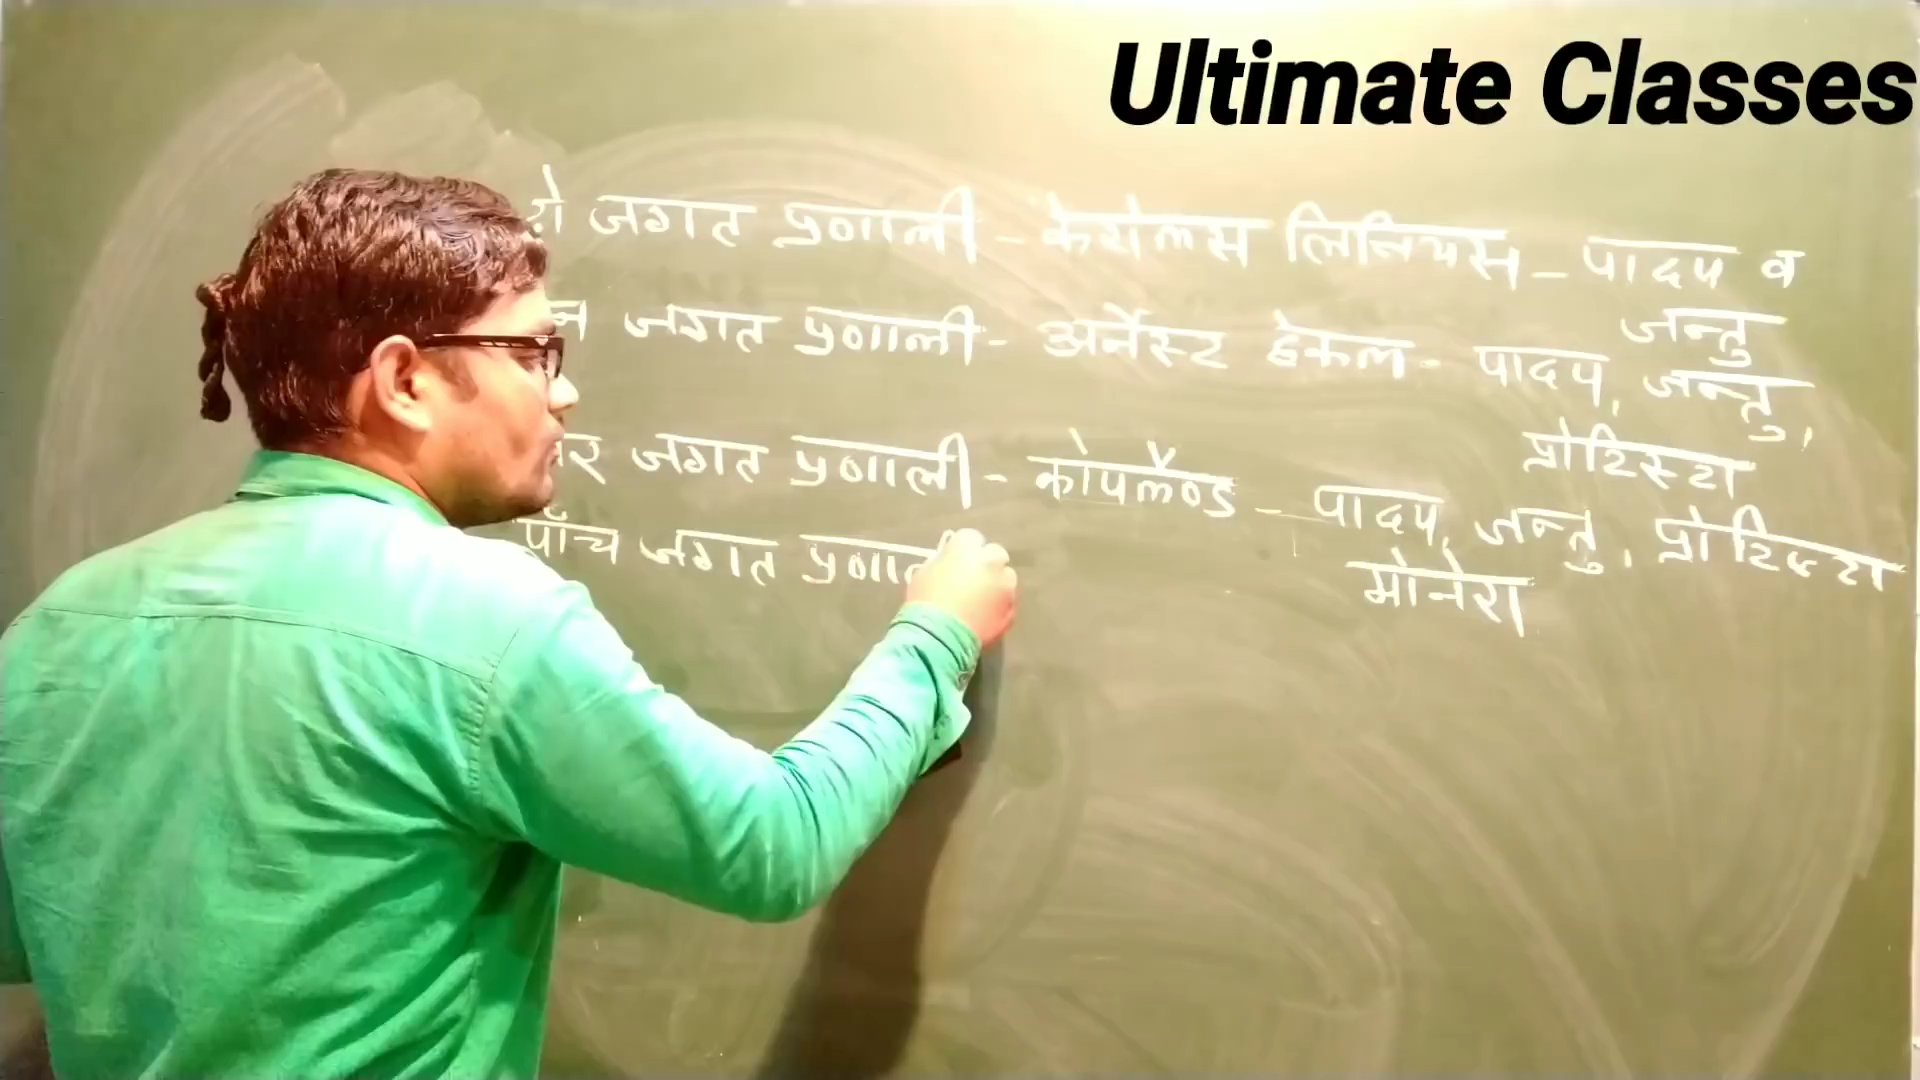 Ultimate Classes
जगत प्रणाली - केरोलस लिनियस - पादप व
जन्तु
जगत प्रणाली - अर्नेस्ट हेकल - पादप, जन्तु,
प्रोटिस्टा
जगत प्रणाली - कोपलैण्ड - पादप, जन्तु, प्रोटिस्टा
मोनेरा
पाँच जगत